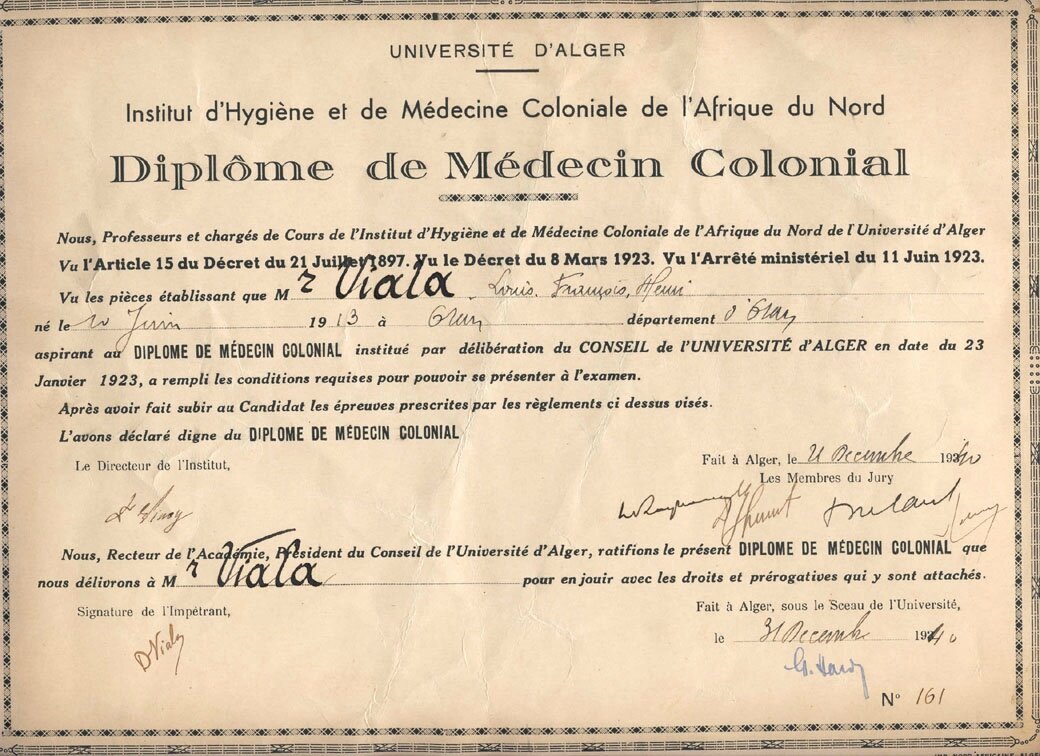 UNIVERSITÉ D'ALGER
Institut d'Hygiène et de Médecine Coloniale de l'Afrique du Nord
Diplôme de Médecin Colonial
Nous, Professeurs et chargés de Cours de l'Institut d'Hygiène et de Médecine Coloniale de l'Afrique du Nord de l'Université d'Alger
Vu l'Article 15 du Décret du 21 Juillet 1897. Vu le Décret du 8 Mars 1923. Vu l'Arrêté ministériel du 11 Juin 1923.
Vu les pièces établissant que Mr Viala Louis, François, Henri
né le 20 Juin 1913 à Oran département d'Oran
aspirant au DIPLOME DE MÉDECIN COLONIAL institué par délibération du CONSEIL de l'UNIVERSITÉ d'ALGER en date du 23
Janvier 1923, a rempli les conditions requises pour pouvoir se présenter à l'examen.
Après avoir fait subir au Candidat les épreuves prescrites par les règlements ci dessus visés.
L'avons déclaré digne du DIPLOME DE MÉDECIN COLONIAL
Le Directeur de l'Institut,
Fait à Alger, le 21 Decembre 1940
Les Membres du Jury
Nous, Recteur de l'Académie, Président du Conseil de l'Université d'Alger, ratifions le présent DIPLOME DE MÉDECIN COLONIAL que
nous délivrons à Mr Viala pour en jouir avec les droits et prérogatives qui y sont attachés.
Signature de l'Impétrant,
Fait à Alger, sous le Sceau de l'Université,
le 31 Decembre 1940
D Viala
G. Hardy
N° 161